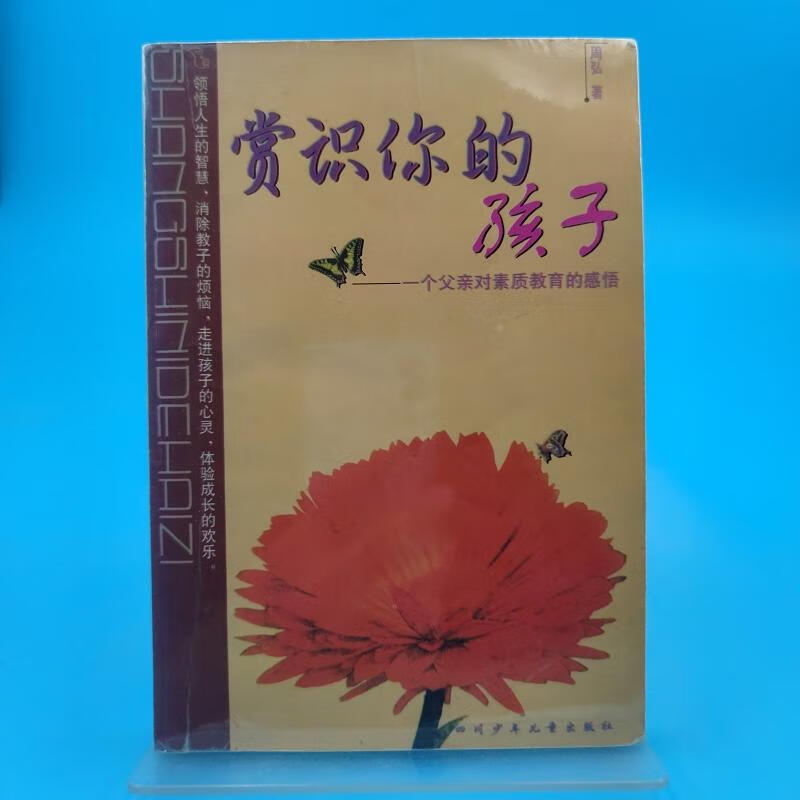 周弘 著
赏识你的
孩子
——一个父亲对素质教育的感悟
领悟人生的智慧，消除教子的烦恼，走进孩子的心灵，体验成长的欢乐。
SHANGSHINIDEHAIZI
四川少年儿童出版社